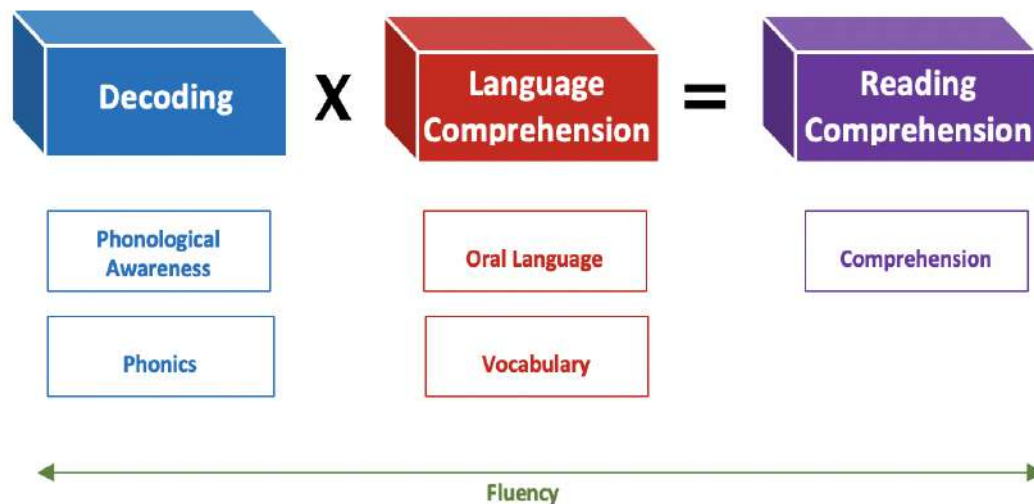 Decoding
X
Language
Comprehension
=
Reading
Comprehension
Phonological
Awareness
Oral Language
Comprehension
Phonics
Vocabulary
Fluency